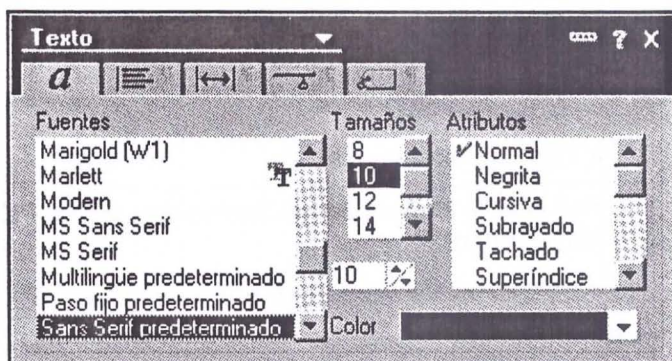 Texto ?  X
a
Fuentes
Marigold (W1)
Marlett
Modern
MS Sans Serif
MS Serif
Multilingüe predeterminado
Paso fijo predeterminado
Sans Serif predeterminado
Tamaños
8
10
12
14
10
Atributos
Normal
Negrita
Cursiva
Subrayado
Tachado
Superíndice
Color